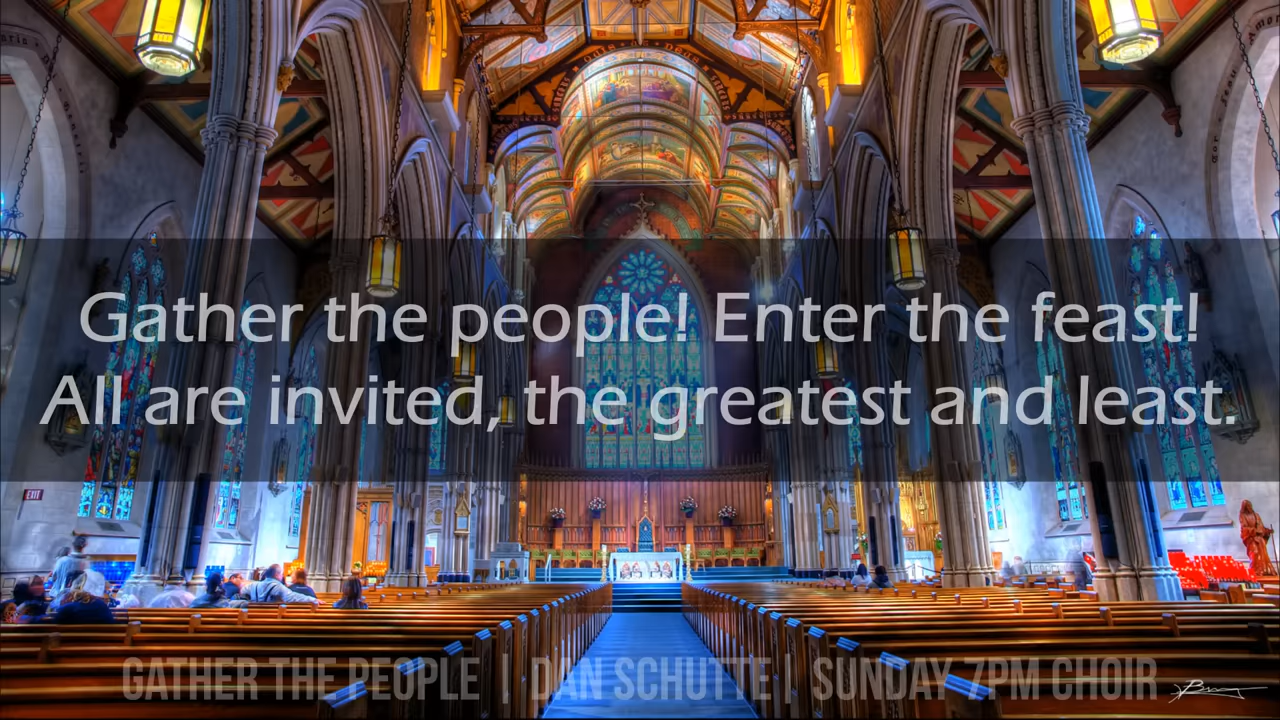 Gather the people! Enter the feast!
All are invited, the greatest and least.
EXIT
GATHER THE PEOPLE | DAN SCHUTTE | SUNDAY 7PM CHOIR